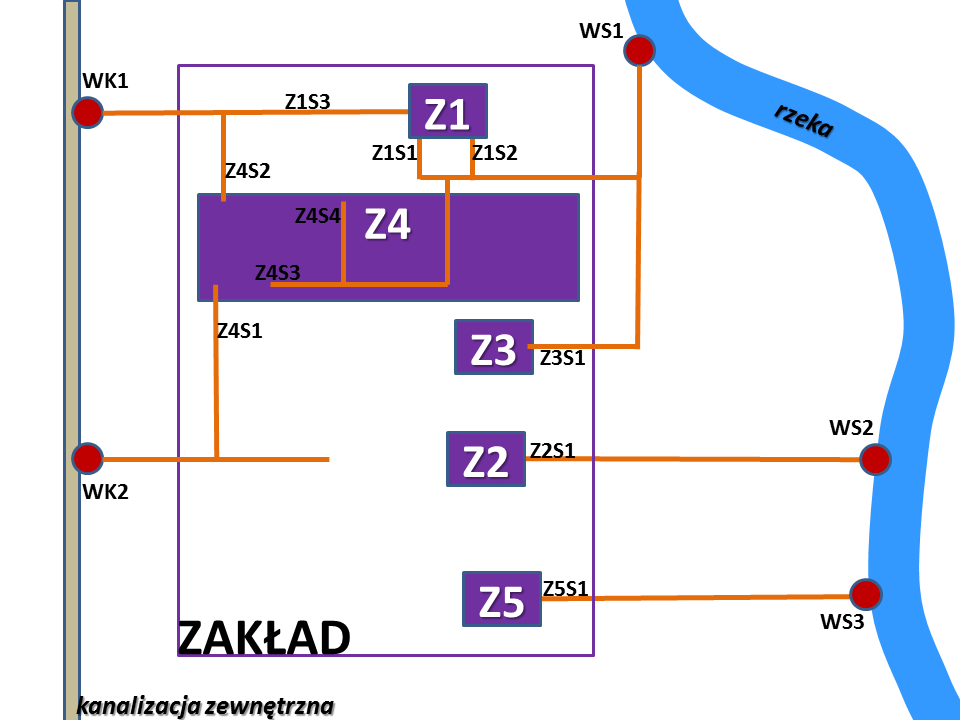 WS1
WK1
Z1S3
Z1
rzeka
Z1S1
Z1S2
Z4S2
Z4S4
Z4
Z4S3
Z4S1
Z3
Z3S1
WS2
Z2
Z2S1
WK2
Z5
Z5S1
WS3
ZAKŁAD
kanalizacja zewnętrzna